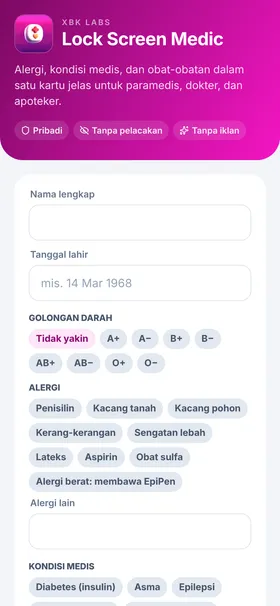 XBK LABS
Lock Screen Medic
Alergi, kondisi medis, dan obat-obatan dalam
satu kartu jelas untuk paramedis, dokter, dan
apoteker.
Pribadi Tanpa pelacakan Tanpa iklan
Nama lengkap
Tanggal lahir
mis. 14 Mar 1968
GOLONGAN DARAH
Tidak yakin A+ A− B+ B−
AB+ AB− O+ O−
ALERGI
Penisilin Kacang tanah Kacang pohon
Kerang-kerangan Sengatan lebah
Lateks Aspirin Obat sulfa
Alergi berat: membawa EpiPen
Alergi lain
KONDISI MEDIS
Diabetes (insulin) Asma Epilepsi